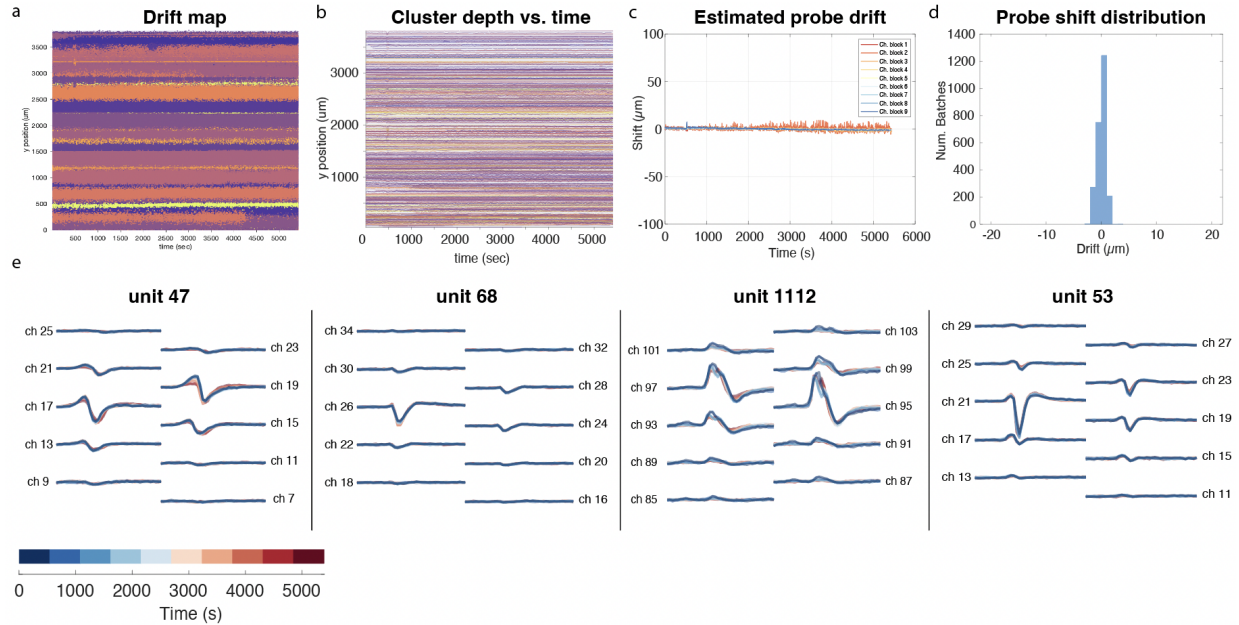 a
Drift map
y position (um)
3500
3000
2500
2000
1500
1000
500
0
500
1000
1500
2000
2500
3000
3500
4000
4500
5000
time (sec)
b
Cluster depth vs. time
y position (um)
3000
2000
1000
0
1000
2000
3000
4000
5000
time (sec)
c
Estimated probe drift
Shift (µm)
100
50
0
-50
-100
0
1000
2000
3000
4000
5000
6000
Time (s)
Ch. block 1
Ch. block 2
Ch. block 3
Ch. block 4
Ch. block 5
Ch. block 6
Ch. block 7
Ch. block 8
Ch. block 9
d
Probe shift distribution
Num. Batches
1400
1200
1000
800
600
400
200
0
-20
-10
0
10
20
Drift (µm)
e
unit 47
ch 25
ch 23
ch 21
ch 19
ch 17
ch 15
ch 13
ch 11
ch 9
ch 7
unit 68
ch 34
ch 32
ch 30
ch 28
ch 26
ch 24
ch 22
ch 20
ch 18
ch 16
unit 1112
ch 103
ch 101
ch 99
ch 97
ch 95
ch 93
ch 91
ch 89
ch 87
ch 85
unit 53
ch 29
ch 27
ch 25
ch 23
ch 21
ch 19
ch 17
ch 15
ch 13
ch 11
0
1000
2000
3000
4000
5000
Time (s)